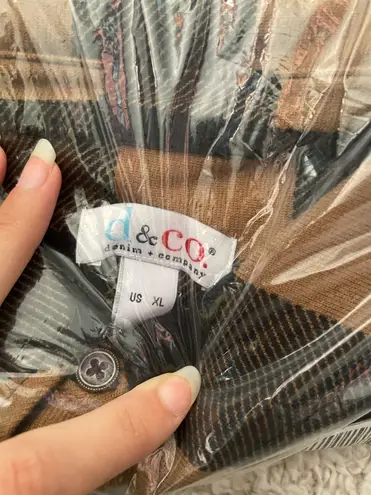 d & co.®
denim + company
US XL